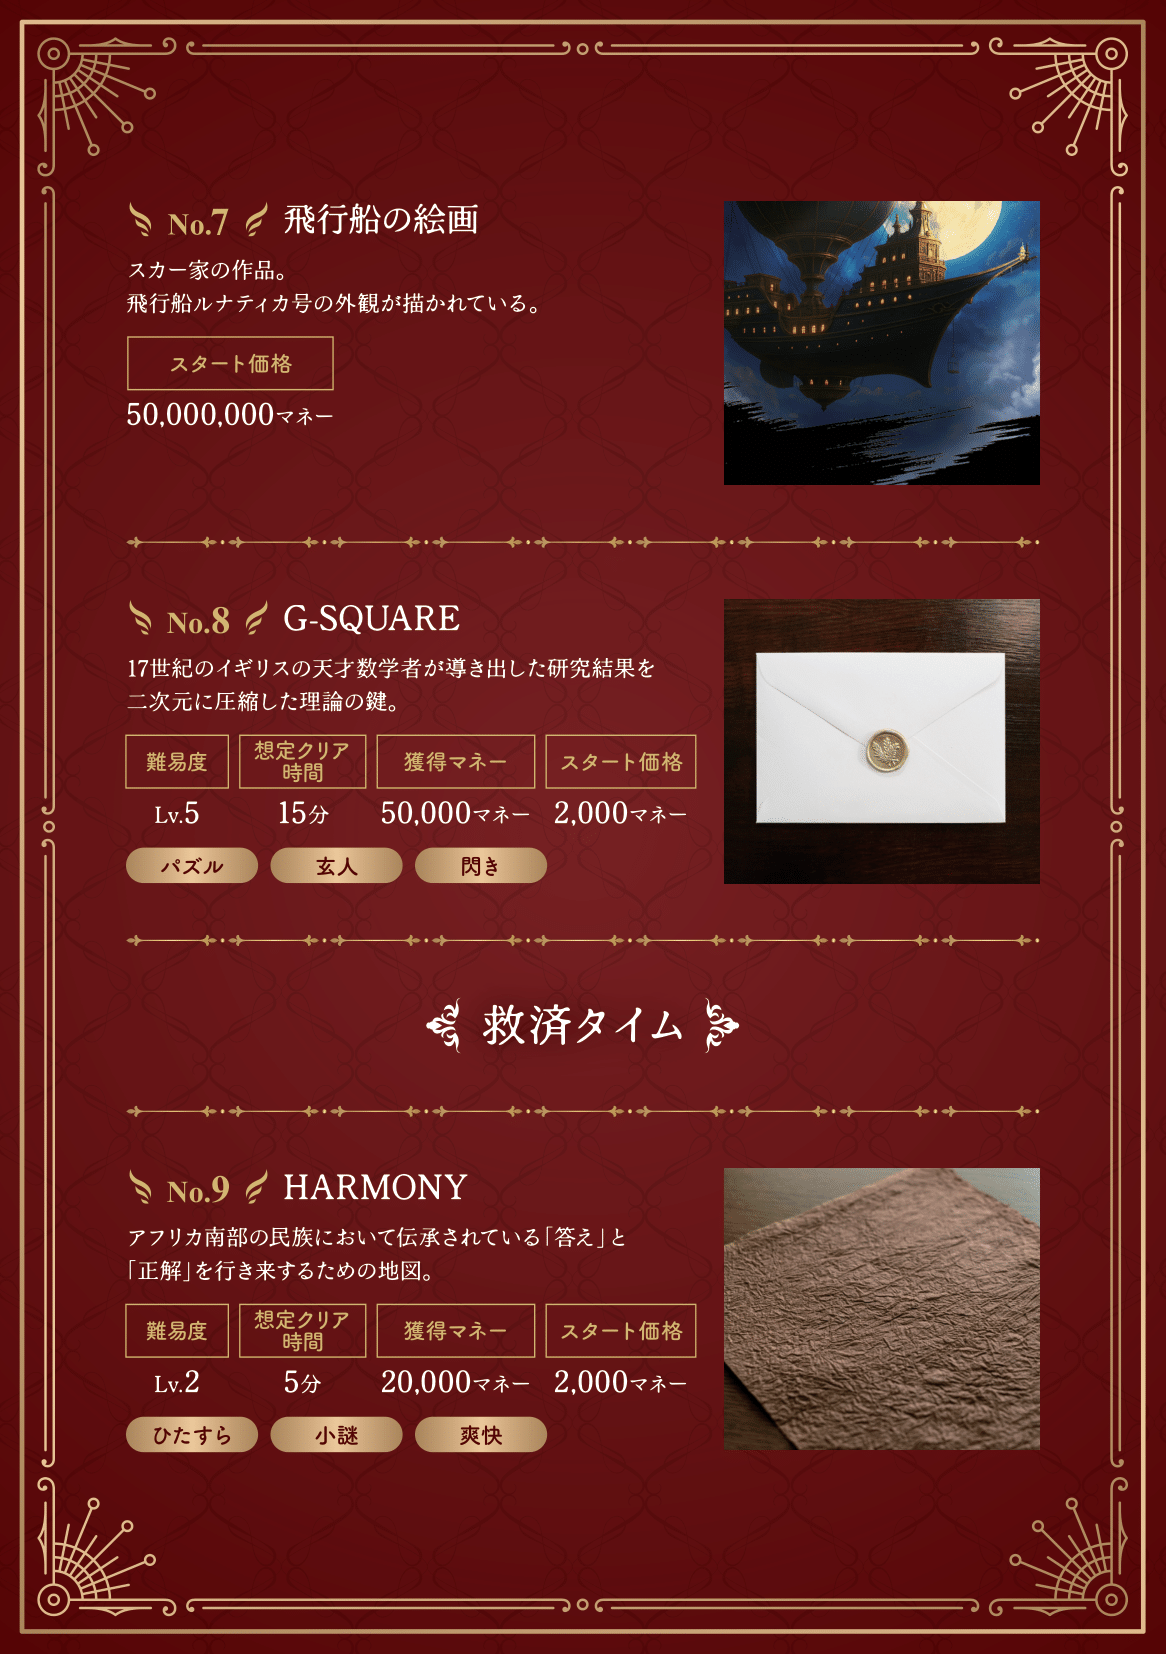 No.7 飛行船の絵画
スカー家の作品。
飛行船ルナティカ号の外観が描かれている。
スタート価格
50,000,000マネー
No.8 G-SQUARE
17世紀のイギリスの天才数学者が導き出した研究結果を
二次元に圧縮した理論の鍵。
難易度 想定クリア時間 獲得マネー スタート価格
Lv.5 15分 50,000マネー 2,000マネー
パズル 玄人 閃き
救済タイム
No.9 HARMONY
アフリカ南部の民族において伝承されている「答え」と
「正解」を行き来するための地図。
難易度 想定クリア時間 獲得マネー スタート価格
Lv.2 5分 20,000マネー 2,000マネー
ひたすら 小謎 爽快